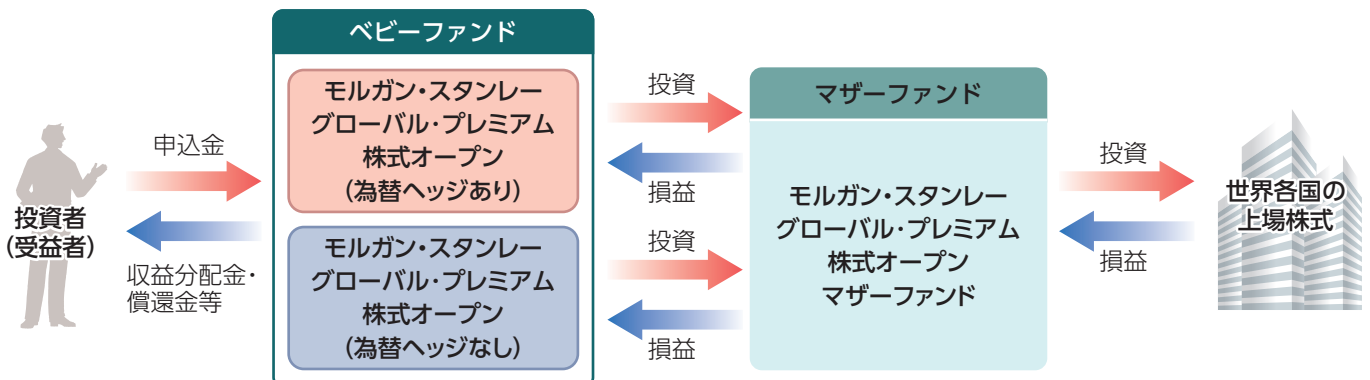 ベビーファンド
モルガン・スタンレー
グローバル・プレミアム
株式オープン
(為替ヘッジあり)
モルガン・スタンレー
グローバル・プレミアム
株式オープン
(為替ヘッジなし)
投資者
(受益者)
申込金
収益分配金・
償還金等
投資
損益
投資
損益
マザーファンド
モルガン・スタンレー
グローバル・プレミアム
株式オープン
マザーファンド
投資
損益
世界各国の
上場株式